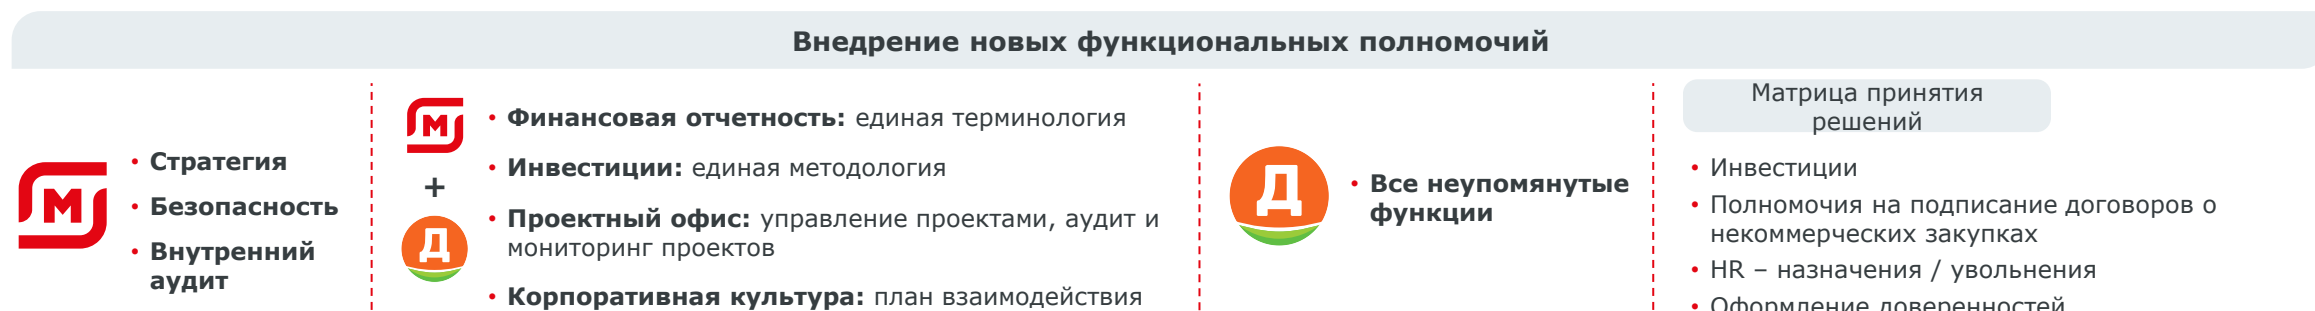 Внедрение новых функциональных полномочий
М
• Стратегия
• Безопасность
• Внутренний
аудит
М
+
Д
• Финансовая отчетность: единая терминология
• Инвестиции: единая методология
• Проектный офис: управление проектами, аудит и
мониторинг проектов
• Корпоративная культура: план взаимодействия
Д
• Все неупомянутые
функции
Матрица принятия
решений
• Инвестиции
• Полномочия на подписание договоров о
некоммерческих закупках
• HR – назначения / увольнения
• Оформление доверенностей